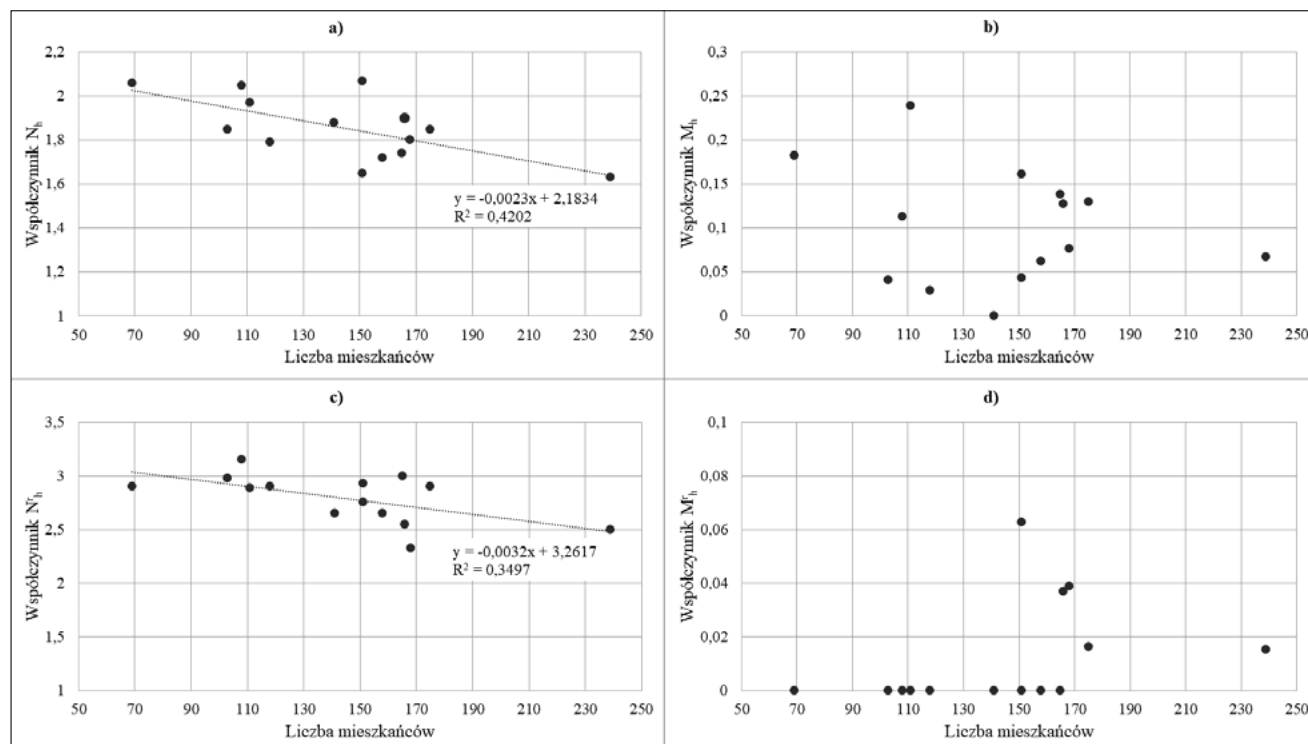 a)
Współczynnik N_h
2,2
2
1,8
1,6
1,4
1,2
1
y = -0,0023x + 2,1834
R² = 0,4202
50 70 90 110 130 150 170 190 210 230 250
Liczba mieszkańców
b)
Współczynnik M_h
0,3
0,25
0,2
0,15
0,1
0,05
0
50 70 90 110 130 150 170 190 210 230 250
Liczba mieszkańców
c)
Współczynnik N^r_h
3,5
3
2,5
2
1,5
1
y = -0,0032x + 3,2617
R² = 0,3497
50 70 90 110 130 150 170 190 210 230 250
Liczba mieszkańców
d)
Współczynnik M^r_h
0,1
0,08
0,06
0,04
0,02
0
50 70 90 110 130 150 170 190 210 230 250
Liczba mieszkańców